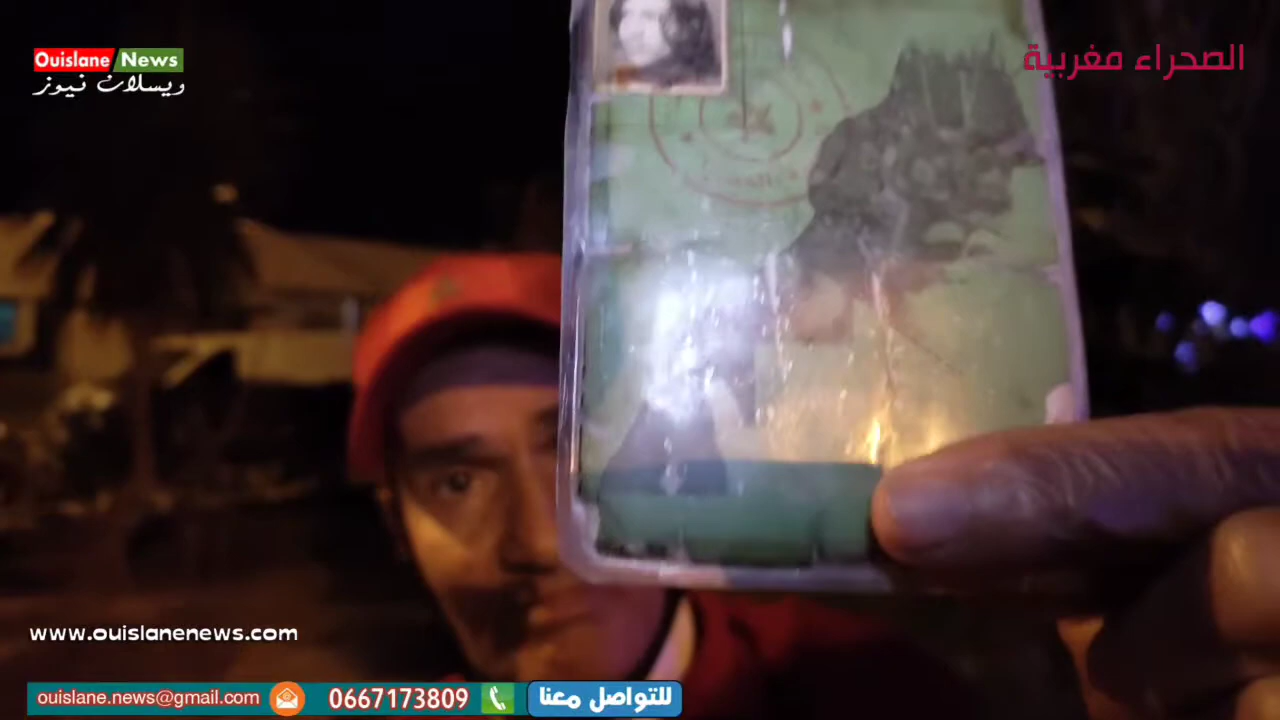 Ouislane News
ويسلان نيوز
الصحراء مغربية
www.ouislanenews.com
ouislane.news@gmail.com
0667173809
للتواصل معنا